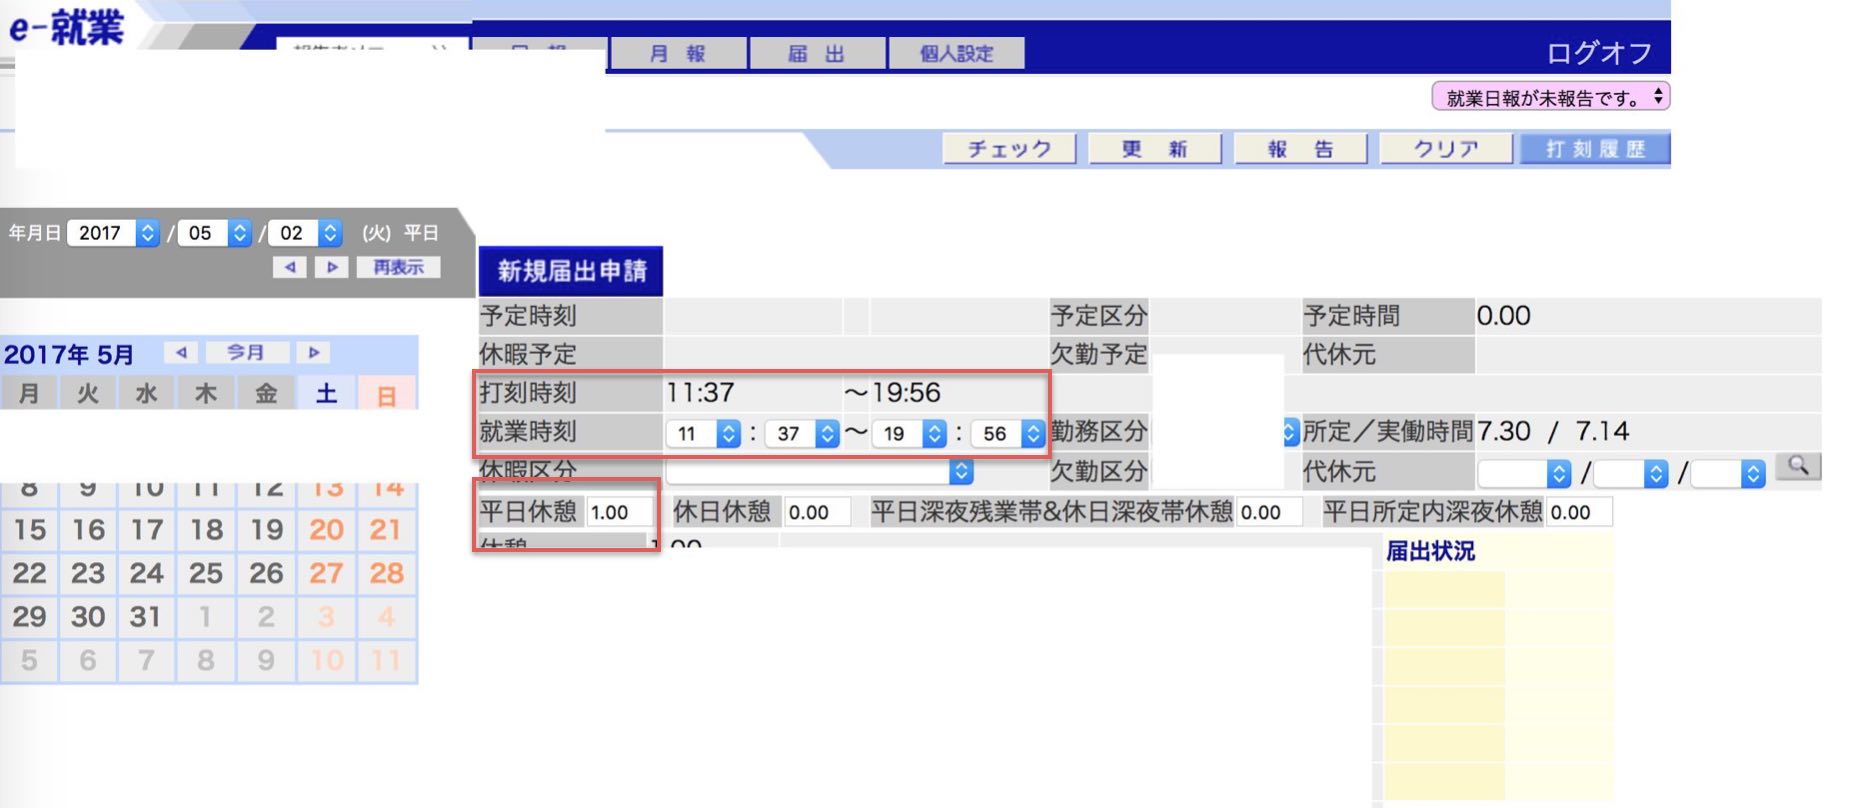 e-就業
月 報 届 出 個人設定 ログオフ
就業日報が未報告です。
チェック 更 新 報 告 クリア 打刻履歴
年月日 2017 / 05 / 02 (火) 平日
再表示
新規届出申請
予定時刻 予定区分 予定時間 0.00
休暇予定 欠勤予定 代休元
打刻時刻 11:37 ～19:56
就業時刻 11 : 37 ～ 19 : 56 勤務区分 所定／実働時間 7.30 / 7.14
休暇区分 欠勤区分 代休元 / /
平日休憩 1.00 休日休憩 0.00 平日深夜残業帯&休日深夜帯休憩 0.00 平日所定内深夜休憩 0.00
届出状況
2017年 5月 今月
月 火 水 木 金 土 日
8 9 10 11 12 13 14
15 16 17 18 19 20 21
22 23 24 25 26 27 28
29 30 31 1 2 3 4
5 6 7 8 9 10 11